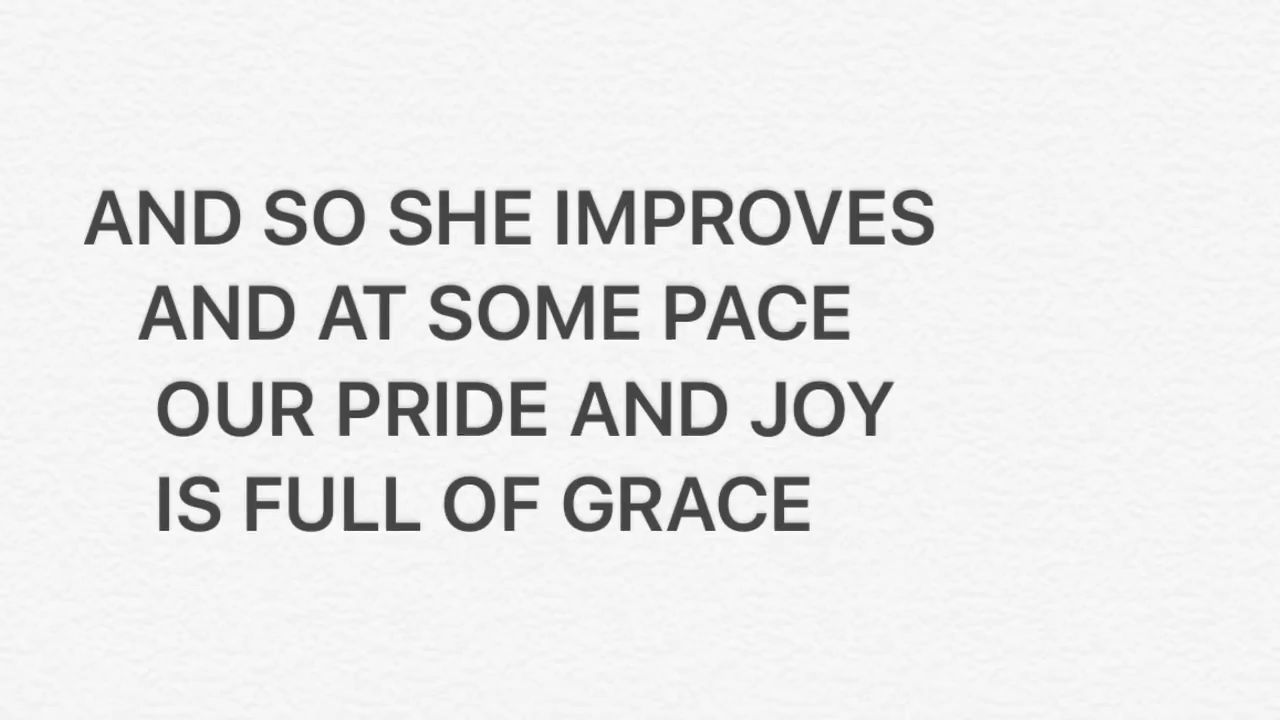 AND SO SHE IMPROVES
AND AT SOME PACE
OUR PRIDE AND JOY
IS FULL OF GRACE